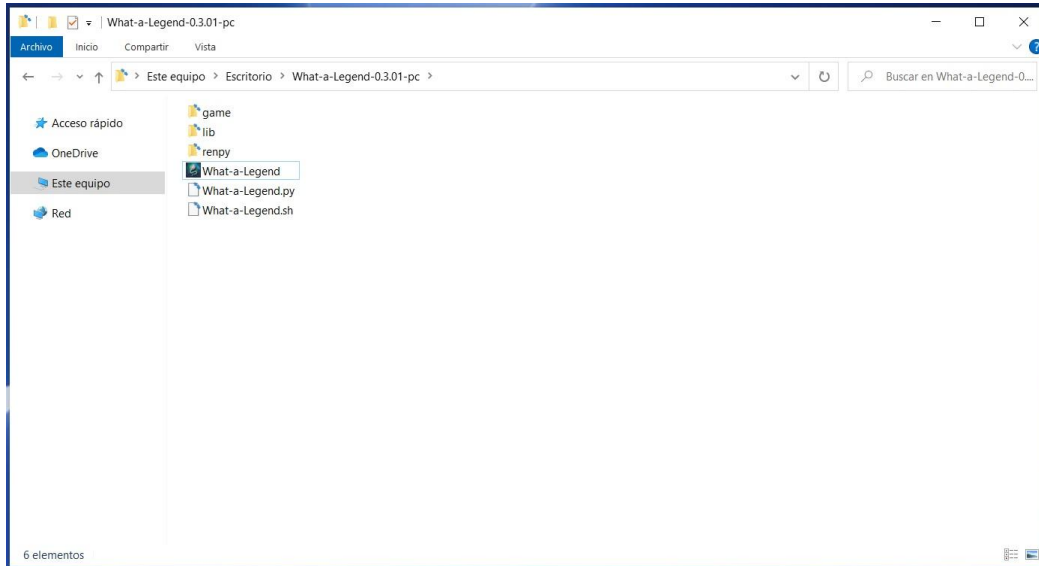 What-a-Legend-0.3.01-pc
Archivo Inicio Compartir Vista
Este equipo > Escritorio > What-a-Legend-0.3.01-pc >
Buscar en What-a-Legend-0....
Acceso rápido
OneDrive
Este equipo
Red
game
lib
renpy
What-a-Legend
What-a-Legend.py
What-a-Legend.sh
6 elementos